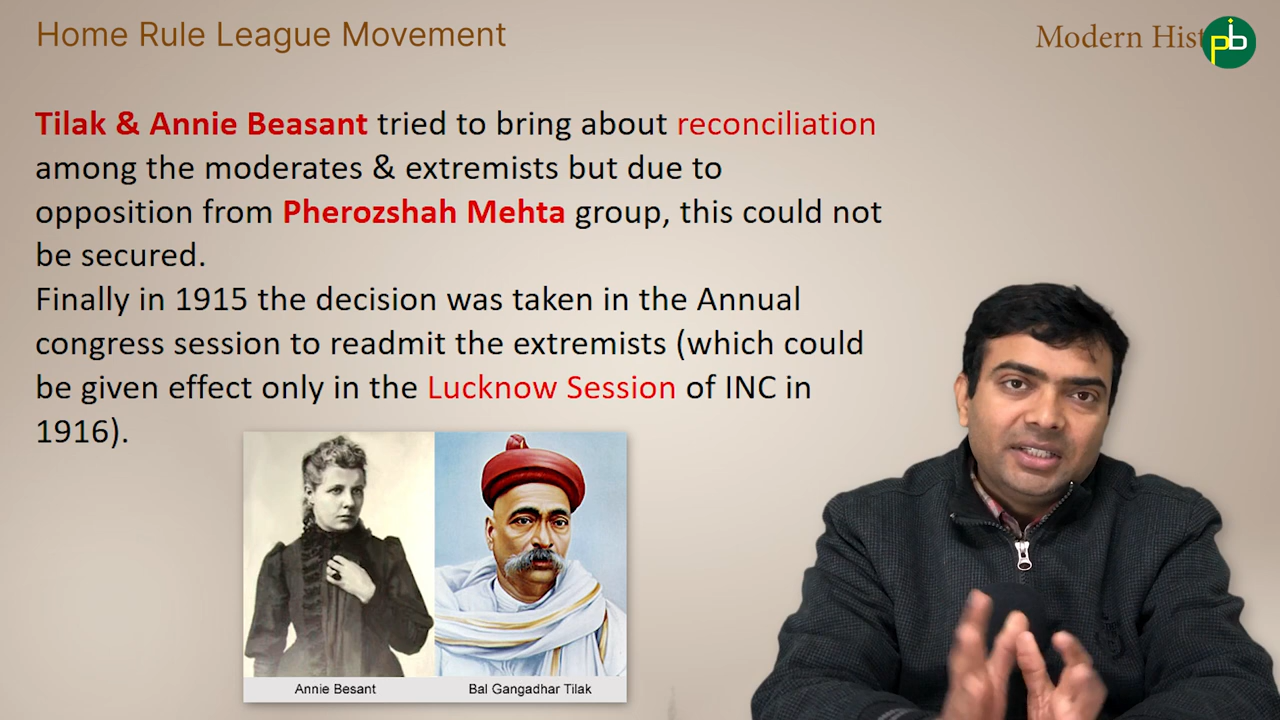 Home Rule League Movement
Modern Hist
pib
Tilak & Annie Beasant tried to bring about reconciliation
among the moderates & extremists but due to
opposition from Pherozshah Mehta group, this could not
be secured.
Finally in 1915 the decision was taken in the Annual
congress session to readmit the extremists (which could
be given effect only in the Lucknow Session of INC in
1916).
Annie Besant
Bal Gangadhar Tilak